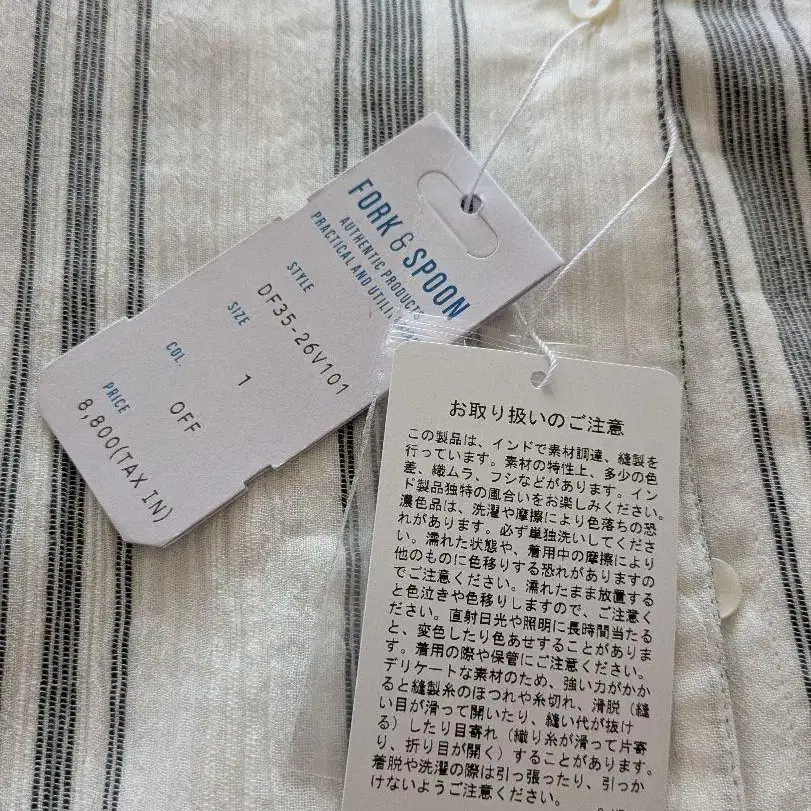 FORK & SPOON
AUTHENTIC PRODUCTS
PRACTICAL AND
STYLE
DF35-26V101
SIZE
1
COL.
OFF
PRICE
8,800(TAX IN)
お取り扱いのご注意
この製品は、インドで素材調達、縫製を
行っています。素材の特性上、多少の色
差、織ムラ、フシなどがあります。イン
ド製品独特の風合いをお楽しみください。
濃色品は、洗濯や摩擦により色落ちの恐
れがあります。必ず単独洗いしてくださ
い。濡れた状態や、着用中の摩擦により
他のものに色移りする恐れがありますの
でご注意ください。濡れたまま放置する
と色泣きや色移りしますので、ご注意く
ださい。直射日光や照明に長時間当たる
と、変色したり色あせすることがありま
す。着用の際や保管にご注意ください。
デリケートな素材のため、強い力がかか
ると縫製糸のほつれや糸切れ、滑脱（縫
い目が滑って開いたり、縫い代が抜け
る）したり目寄れ（織り糸が滑って片寄
り、折り目が開く）することがあります。
着脱や洗濯の際は引っ張ったり、引っか
けないようご注意ください。